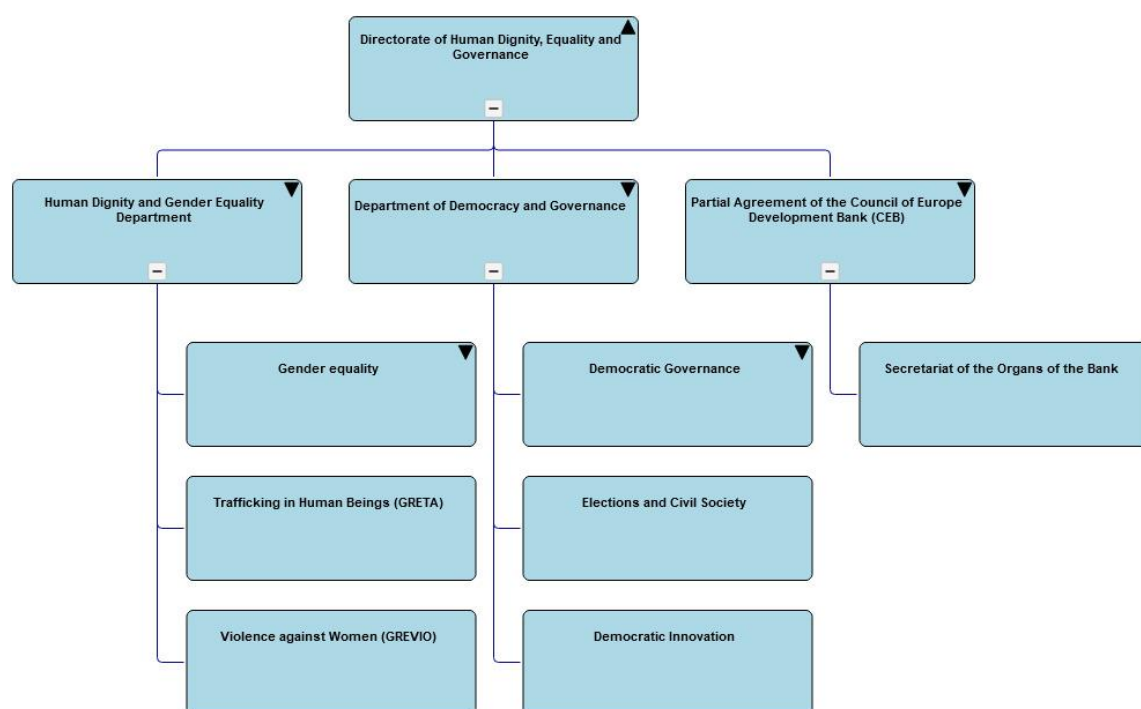 Directorate of Human Dignity, Equality and
Governance
Human Dignity and Gender Equality
Department
Department of Democracy and Governance
Partial Agreement of the Council of Europe
Development Bank (CEB)
Gender equality
Democratic Governance
Secretariat of the Organs of the Bank
Trafficking in Human Beings (GRETA)
Elections and Civil Society
Violence against Women (GREVIO)
Democratic Innovation